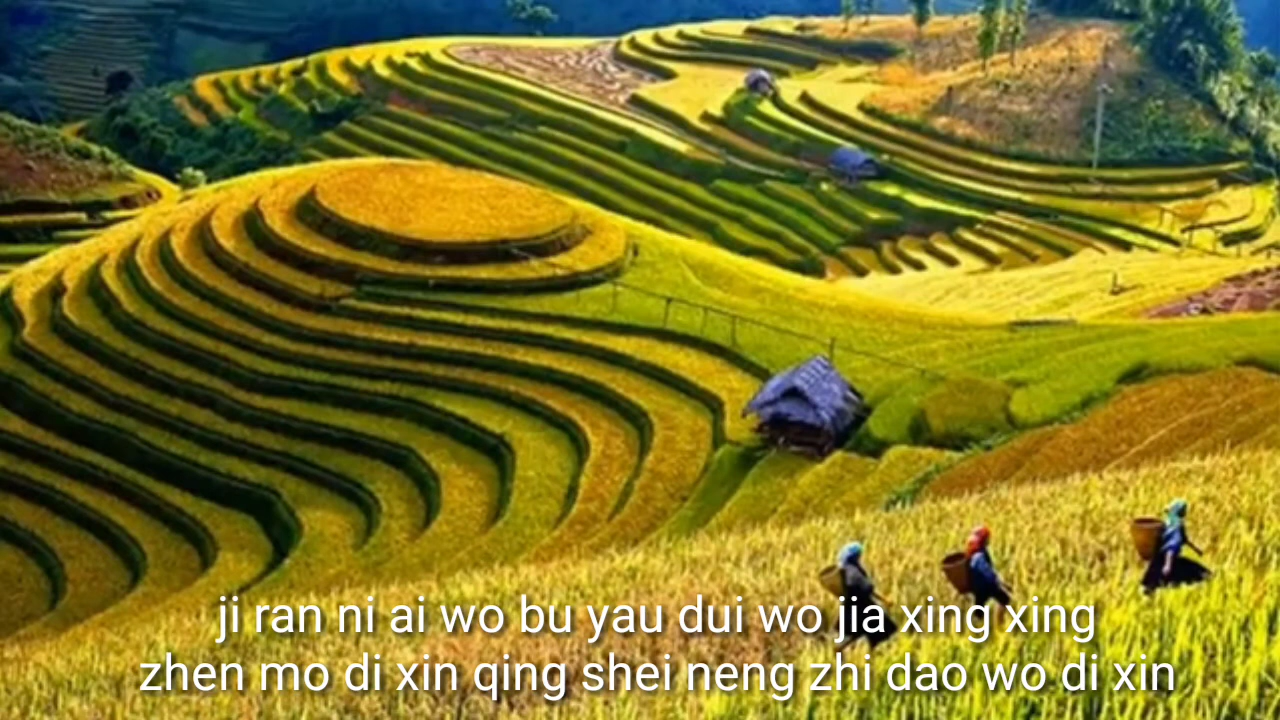 ji ran ni ai wo bu yau dui wo jia xing xing
zhen mo di xin qing shei neng zhi dao wo di xin